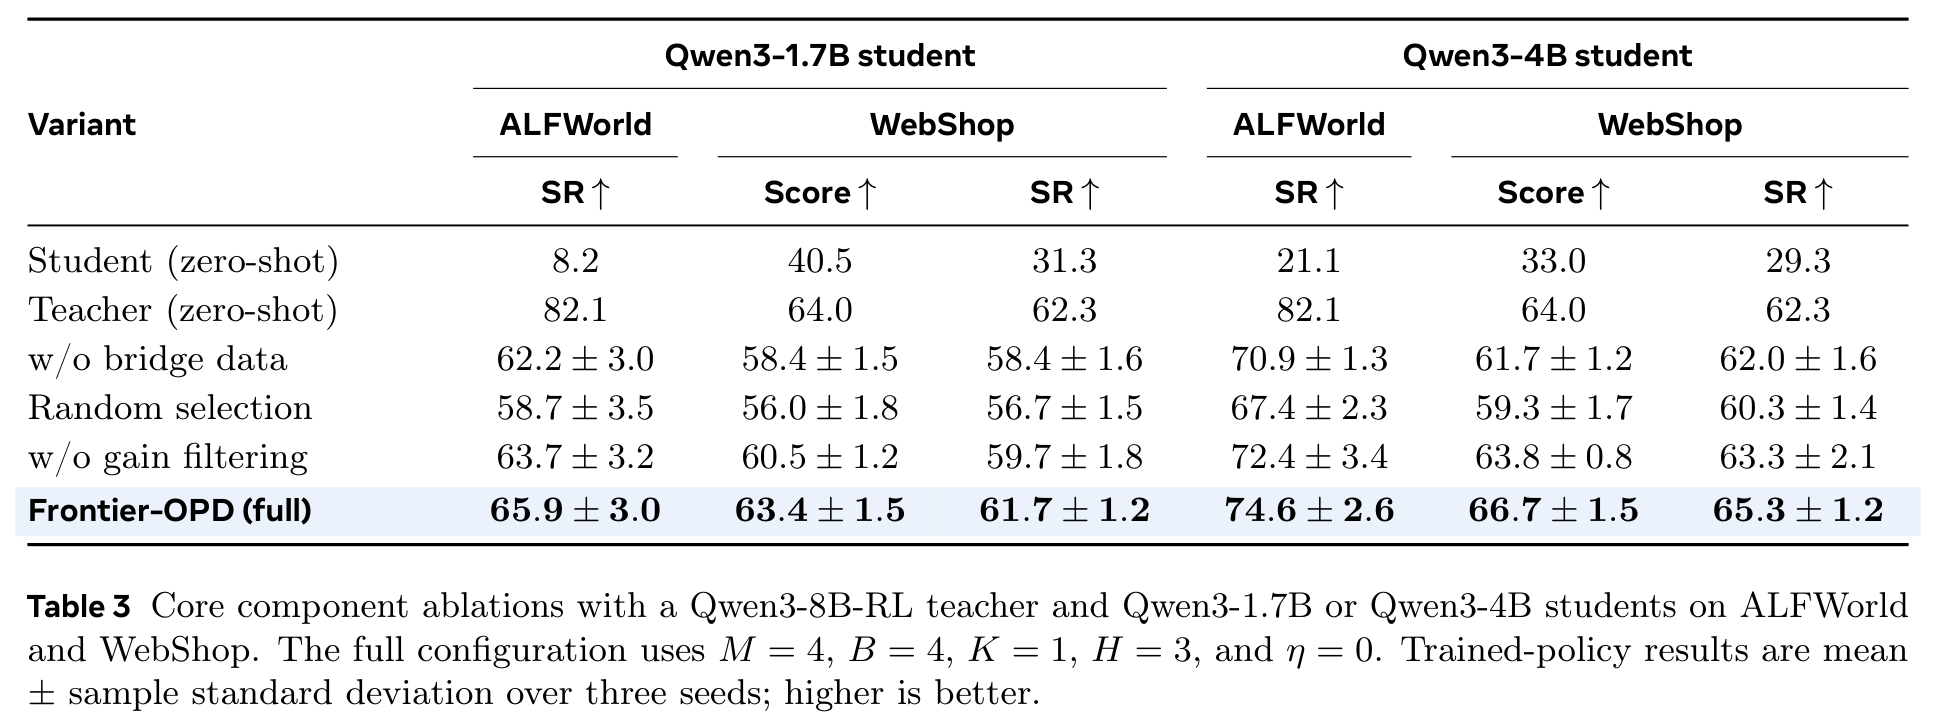 Qwen3-1.7B student Qwen3-4B student
Variant ALFWorld WebShop ALFWorld WebShop
SR ↑ Score ↑ SR ↑ SR ↑ Score ↑ SR ↑
Student (zero-shot) 8.2 40.5 31.3 21.1 33.0 29.3
Teacher (zero-shot) 82.1 64.0 62.3 82.1 64.0 62.3
w/o bridge data 62.2 ± 3.0 58.4 ± 1.5 58.4 ± 1.6 70.9 ± 1.3 61.7 ± 1.2 62.0 ± 1.6
Random selection 58.7 ± 3.5 56.0 ± 1.8 56.7 ± 1.5 67.4 ± 2.3 59.3 ± 1.7 60.3 ± 1.4
w/o gain filtering 63.7 ± 3.2 60.5 ± 1.2 59.7 ± 1.8 72.4 ± 3.4 63.8 ± 0.8 63.3 ± 2.1
Frontier-OPD (full) 65.9 ± 3.0 63.4 ± 1.5 61.7 ± 1.2 74.6 ± 2.6 66.7 ± 1.5 65.3 ± 1.2
Table 3 Core component ablations with a Qwen3-8B-RL teacher and Qwen3-1.7B or Qwen3-4B students on ALFWorld
and WebShop. The full configuration uses M = 4, B = 4, K = 1, H = 3, and η = 0. Trained-policy results are mean
± sample standard deviation over three seeds; higher is better.